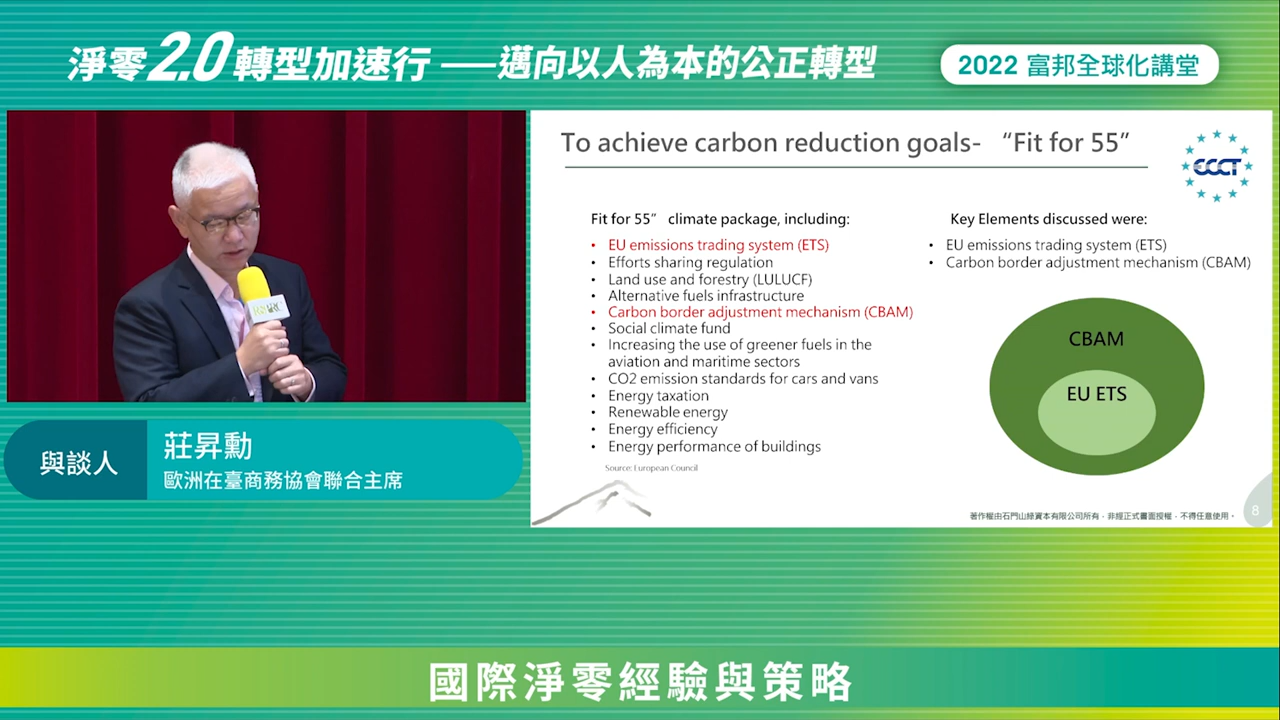 淨零2.0轉型加速行──邁向以人為本的公正轉型
2022 富邦全球化講堂
To achieve carbon reduction goals- “Fit for 55”
ECCT
Fit for 55” climate package, including:
• EU emissions trading system (ETS)
• Efforts sharing regulation
• Land use and forestry (LULUCF)
• Alternative fuels infrastructure
• Carbon border adjustment mechanism (CBAM)
• Social climate fund
• Increasing the use of greener fuels in the
aviation and maritime sectors
• CO2 emission standards for cars and vans
• Energy taxation
• Renewable energy
• Energy efficiency
• Energy performance of buildings
Source: European Council
Key Elements discussed were:
• EU emissions trading system (ETS)
• Carbon border adjustment mechanism (CBAM)
CBAM
EU ETS
著作權由石門山綠資本有限公司所有，非經正式書面授權，不得任意使用。
8
與談人
莊昇勳
歐洲在臺商務協會聯合主席
國際淨零經驗與策略